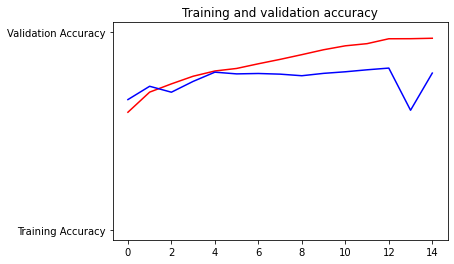 Training and validation accuracy
Validation Accuracy
Training Accuracy
0 2 4 6 8 10 12 14